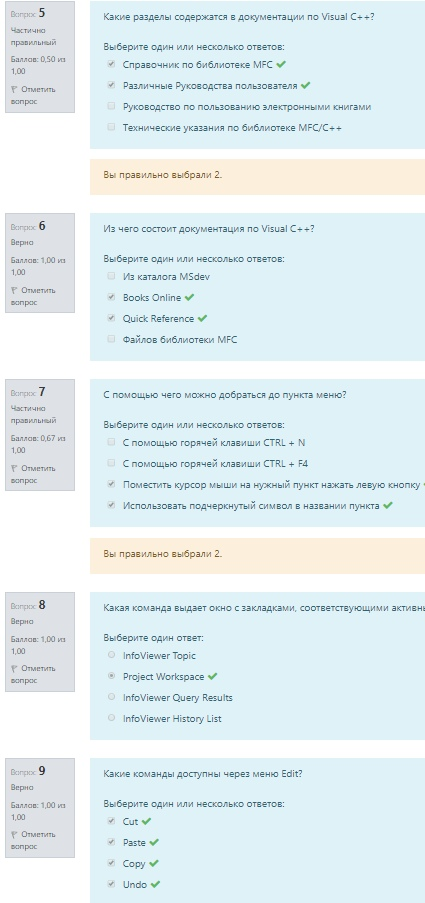 Вопрос 5
Частично
правильный
Баллов: 0,50 из
1,00
Отметить
вопрос
Какие разделы содержатся в документации по Visual C++?
Выберите один или несколько ответов:
Справочник по библиотеке MFC
Различные Руководства пользователя
Руководство по пользованию электронными книгами
Технические указания по библиотеке MFC/C++
Вы правильно выбрали 2.
Вопрос 6
Верно
Баллов: 1,00 из
1,00
Отметить
вопрос
Из чего состоит документация по Visual C++?
Выберите один или несколько ответов:
Из каталога MSdev
Books Online
Quick Reference
Файлов библиотеки MFC
Вопрос 7
Частично
правильный
Баллов: 0,67 из
1,00
Отметить
вопрос
С помощью чего можно добраться до пункта меню?
Выберите один или несколько ответов:
С помощью горячей клавиши CTRL + N
С помощью горячей клавиши CTRL + F4
Поместить курсор мыши на нужный пункт нажать левую кнопку
Использовать подчеркнутый символ в названии пункта
Вы правильно выбрали 2.
Вопрос 8
Верно
Баллов: 1,00 из
1,00
Отметить
вопрос
Какая команда выдает окно с закладками, соответствующими активн
Выберите один ответ:
InfoViewer Topic
Project Workspace
InfoViewer Query Results
InfoViewer History List
Вопрос 9
Верно
Баллов: 1,00 из
1,00
Отметить
вопрос
Какие команды доступны через меню Edit?
Выберите один или несколько ответов:
Cut
Paste
Copy
Undo